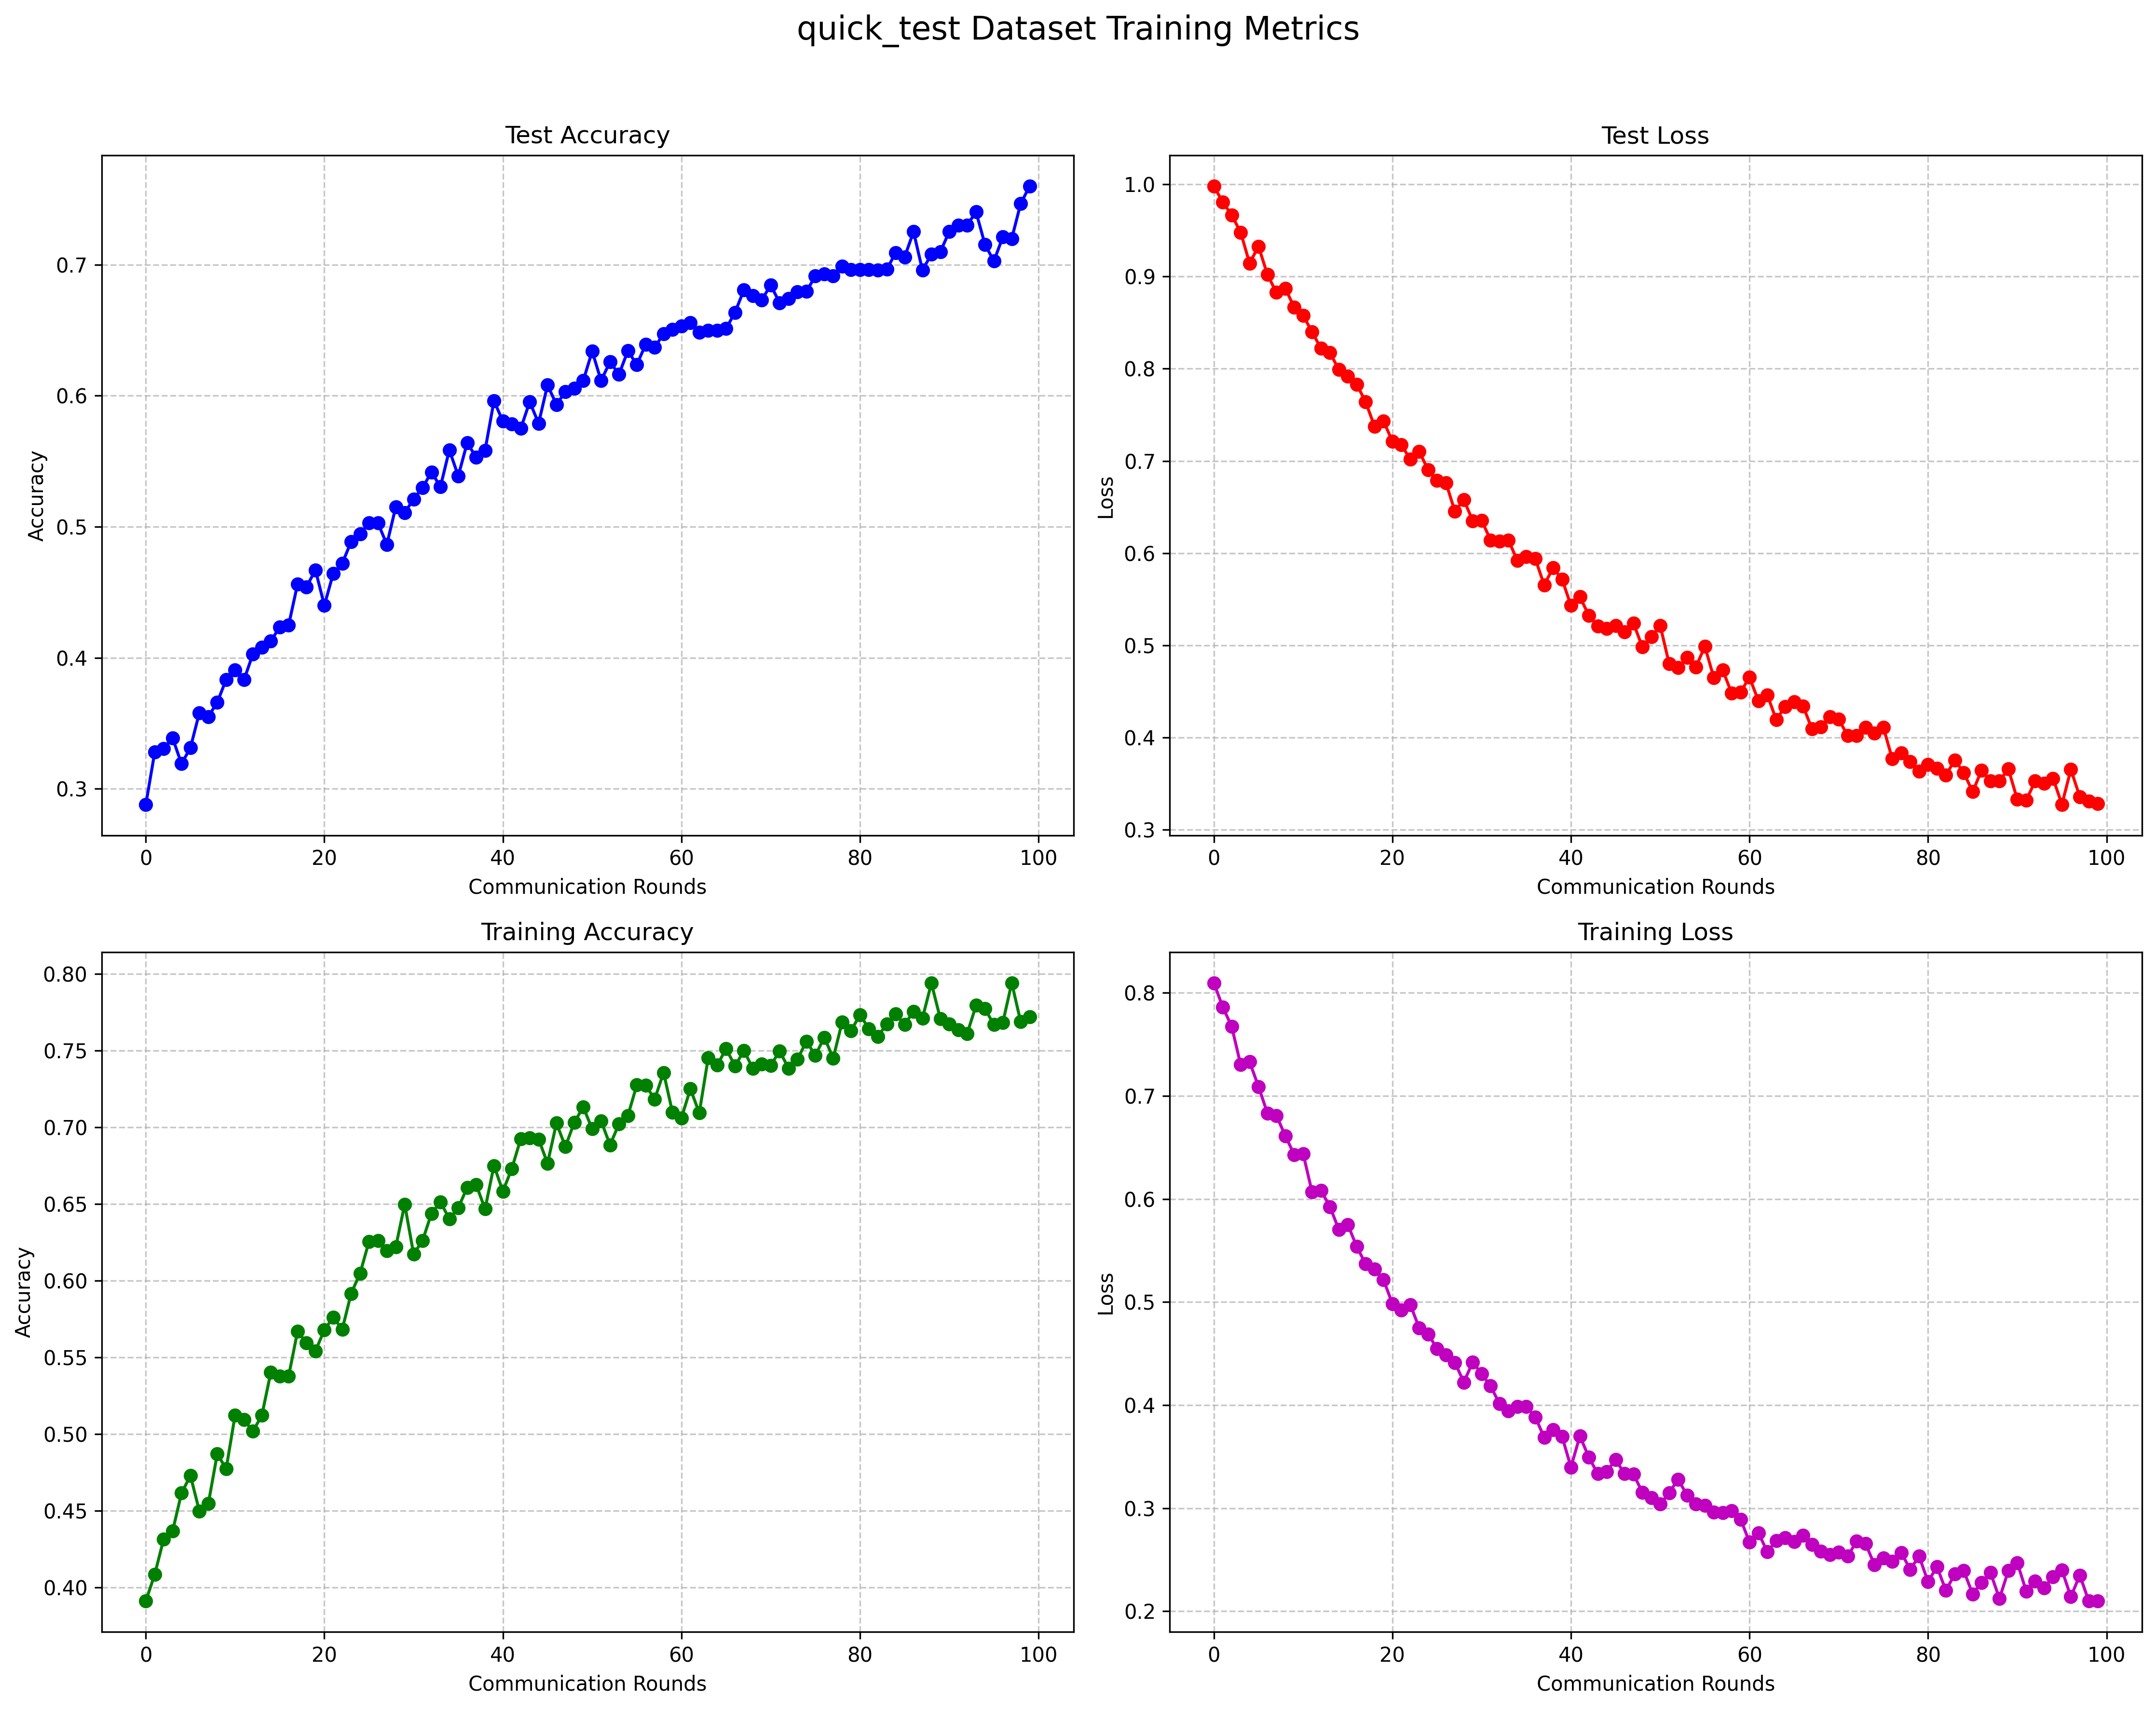 quick_test Dataset Training Metrics
Test Accuracy
Accuracy
0.7
0.6
0.5
0.4
0.3
0 20 40 60 80 100
Communication Rounds
Test Loss
Loss
1.0
0.9
0.8
0.7
0.6
0.5
0.4
0.3
0 20 40 60 80 100
Communication Rounds
Training Accuracy
Accuracy
0.80
0.75
0.70
0.65
0.60
0.55
0.50
0.45
0.40
0 20 40 60 80 100
Communication Rounds
Training Loss
Loss
0.8
0.7
0.6
0.5
0.4
0.3
0.2
0 20 40 60 80 100
Communication Rounds